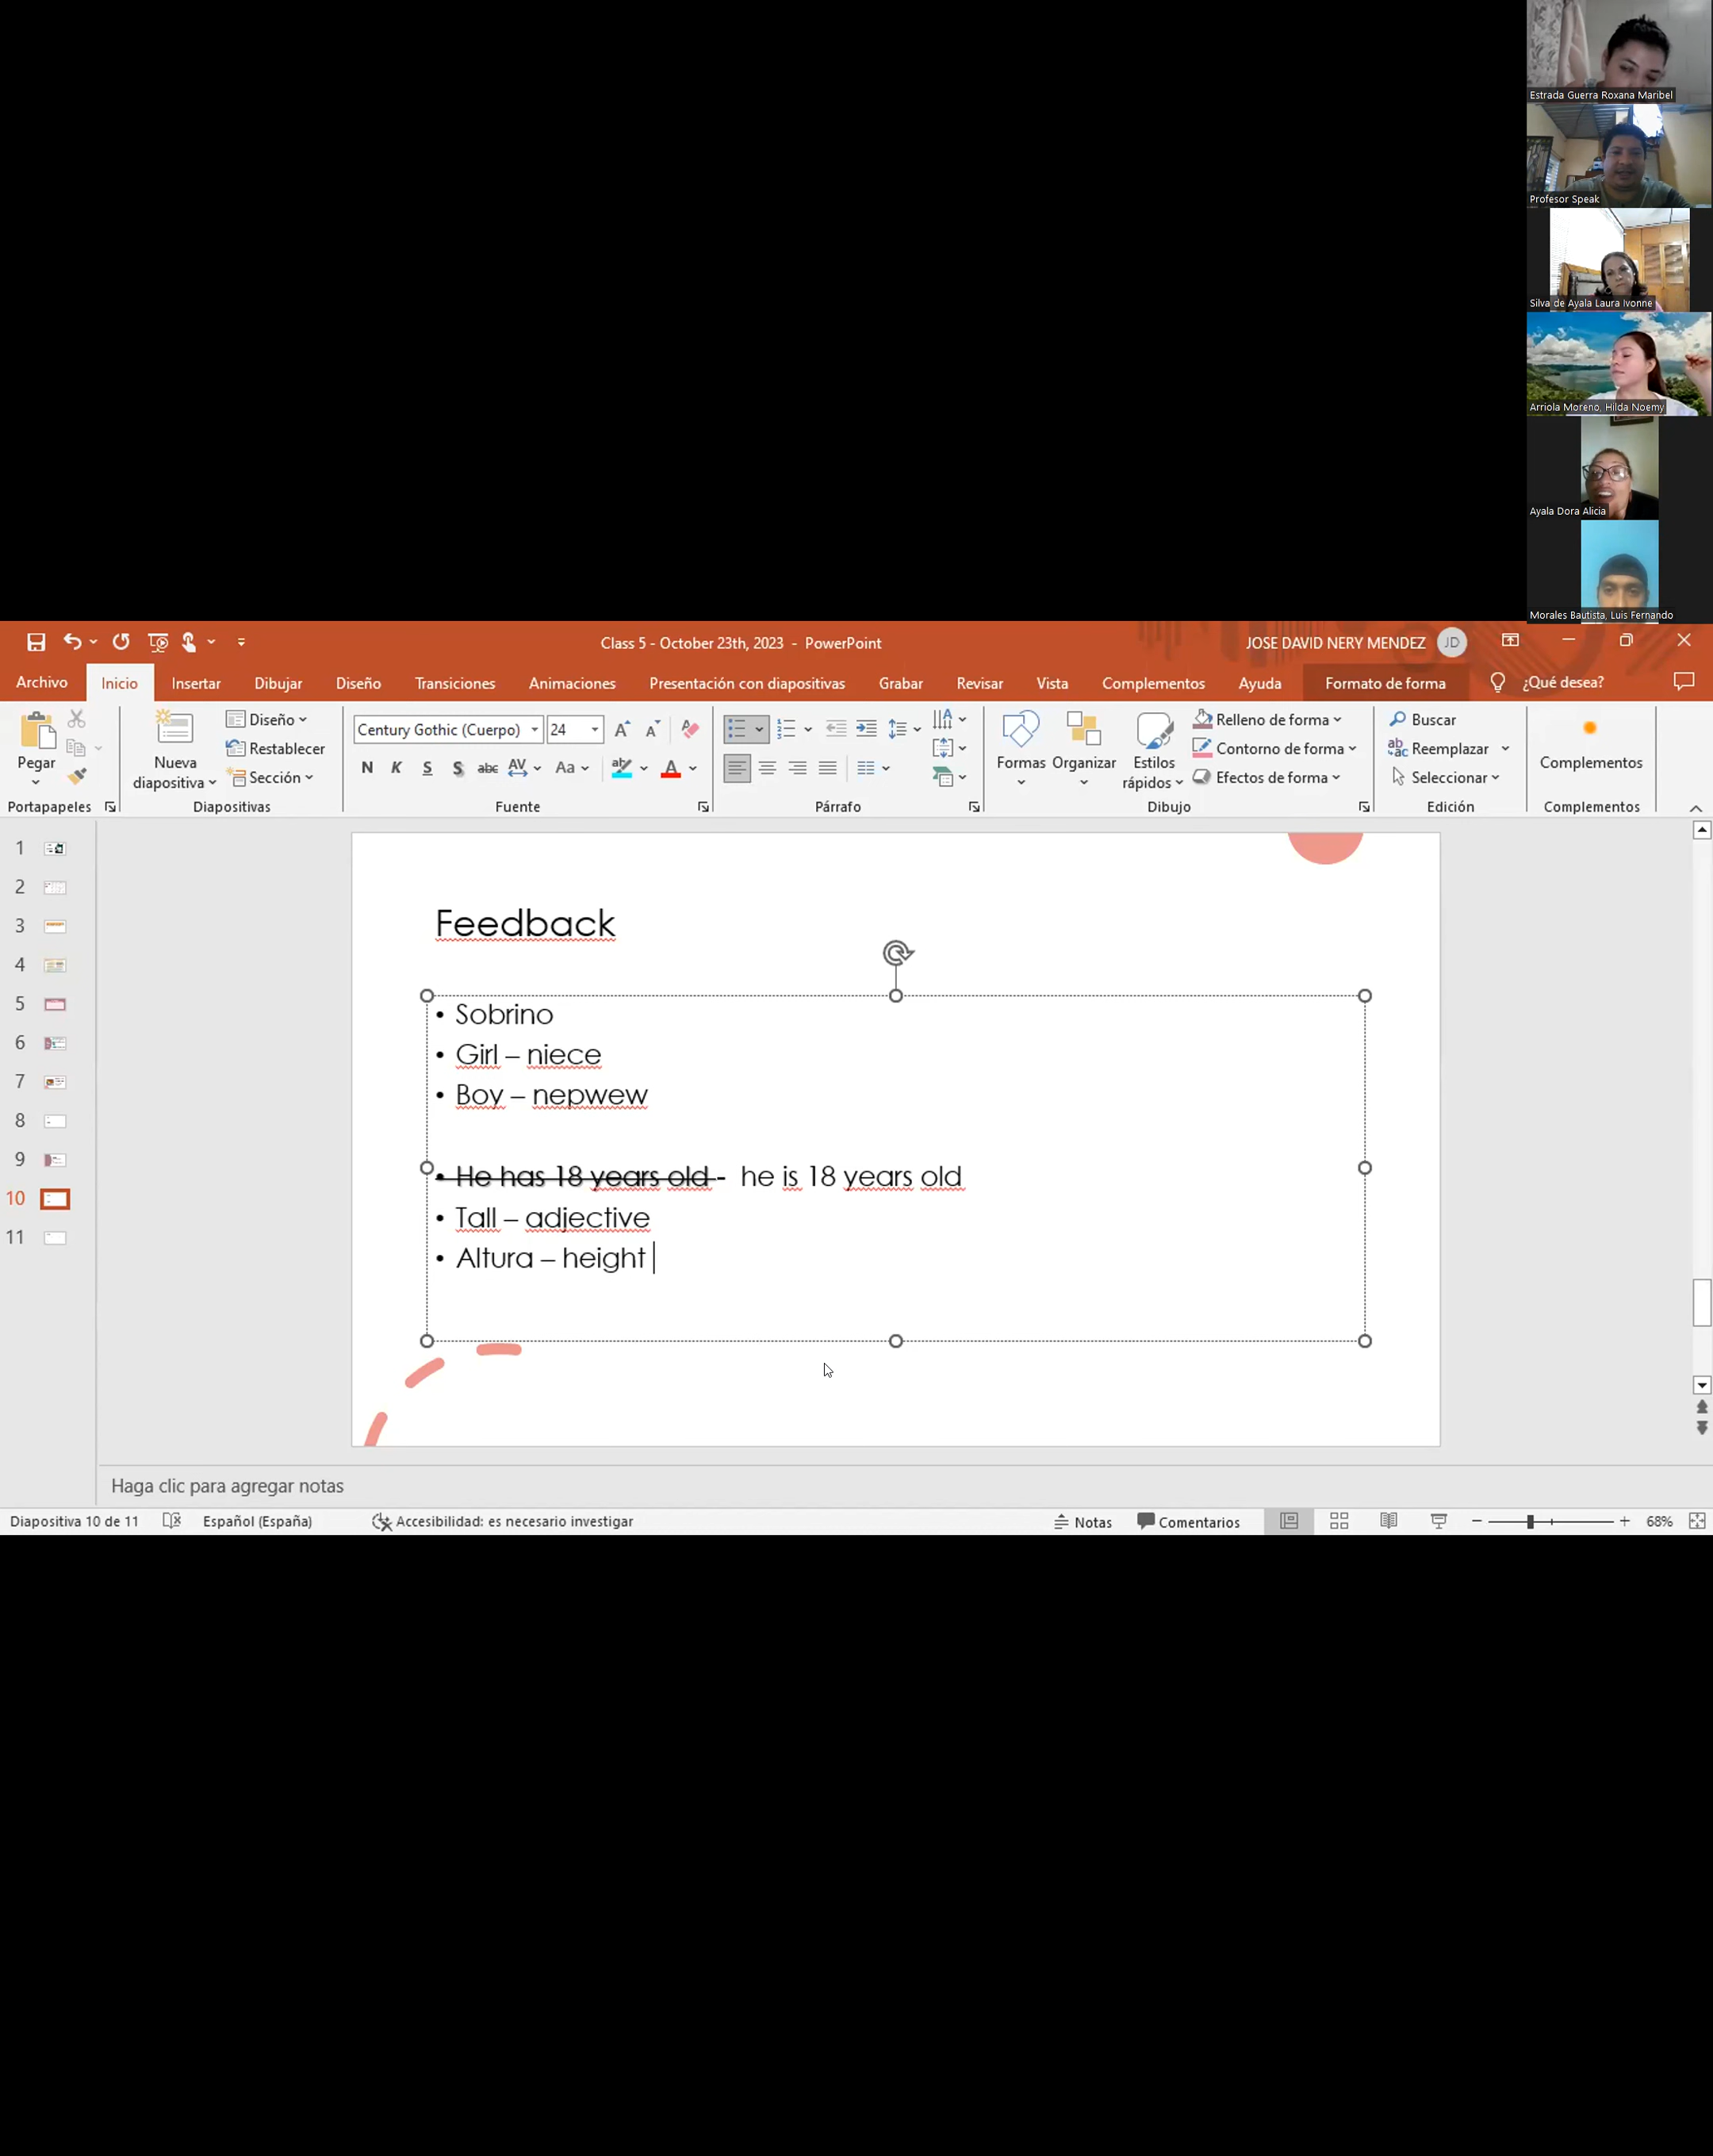 Estrada Guerra Roxana Maribel
Profesor Speak
Silva de Ayala Laura Ivonne
Arriola Moreno, Hilda Noemy
Ayala Dora Alicia
Morales Bautista, Luis Fernando
Class 5 - October 23th, 2023 - PowerPoint
JOSE DAVID NERY MENDEZ JD
Archivo Inicio Insertar Dibujar Diseño Transiciones Animaciones Presentación con diapositivas Grabar Revisar Vista Complementos Ayuda Formato de forma ¿Qué desea?
Pegar
Portapapeles
Nueva diapositiva
Diseño
Restablecer
Sección
Diapositivas
Century Gothic (Cuerpo) 24
N K S S abc AV Aa A
Fuente
Párrafo
Formas
Organizar
Estilos rápidos
Relleno de forma
Contorno de forma
Efectos de forma
Dibujo
Buscar
Reemplazar
Seleccionar
Edición
Complementos
Complementos
1
2
3
4
5
6
7
8
9
10
11
Feedback
• Sobrino
• Girl – niece
• Boy – nepwew
• He has 18 years old - he is 18 years old
• Tall – adjective
• Altura – height
Haga clic para agregar notas
Diapositiva 10 de 11 Español (España) Accesibilidad: es necesario investigar Notas Comentarios 68%